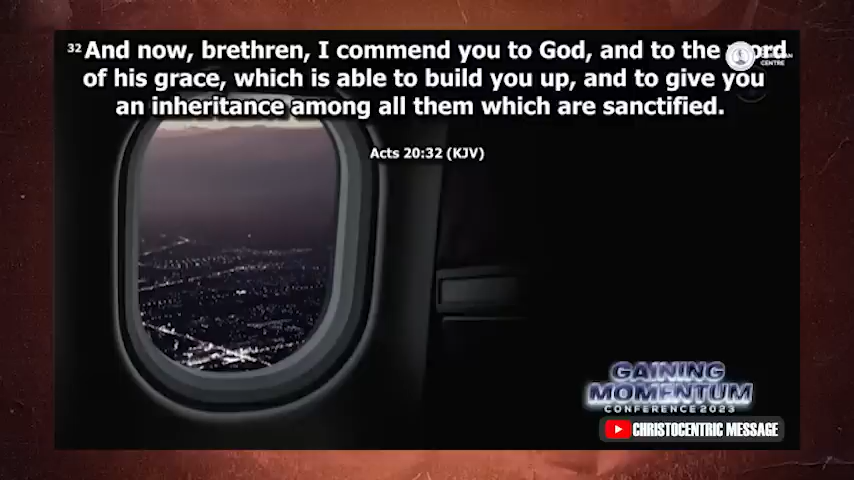 32 And now, brethren, I commend you to God, and to the word
of his grace, which is able to build you up, and to give you
an inheritance among all them which are sanctified.
Acts 20:32 (KJV)
CENTRE
GAINING
MOMENTUM
CONFERENCE 2023
CHRISTOCENTRIC MESSAGE